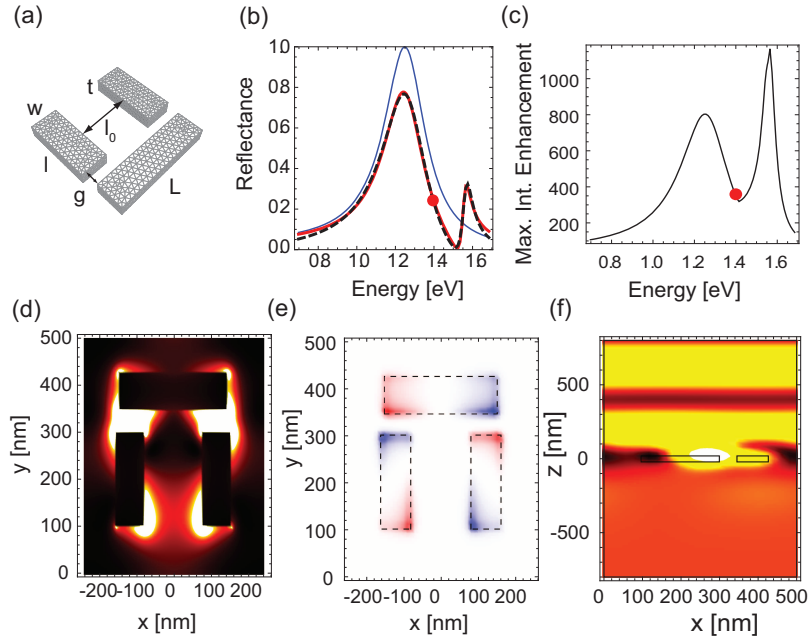 (a)
t
w
l₀
l
g
L
(b)
Reflectance
1.0
0.8
0.6
0.4
0.2
0.0
0.8 1.0 1.2 1.4 1.6
Energy [eV]
(c)
Max. Int. Enhancement
1000
800
600
400
200
0.8 1.0 1.2 1.4 1.6
Energy [eV]
(d)
y [nm]
500
400
300
200
100
0
-200 -100 0 100 200
x [nm]
(e)
y [nm]
500
400
300
200
100
0
-200 -100 0 100 200
x [nm]
(f)
z [nm]
500
0
-500
0 100 200 300 400 500
x [nm]